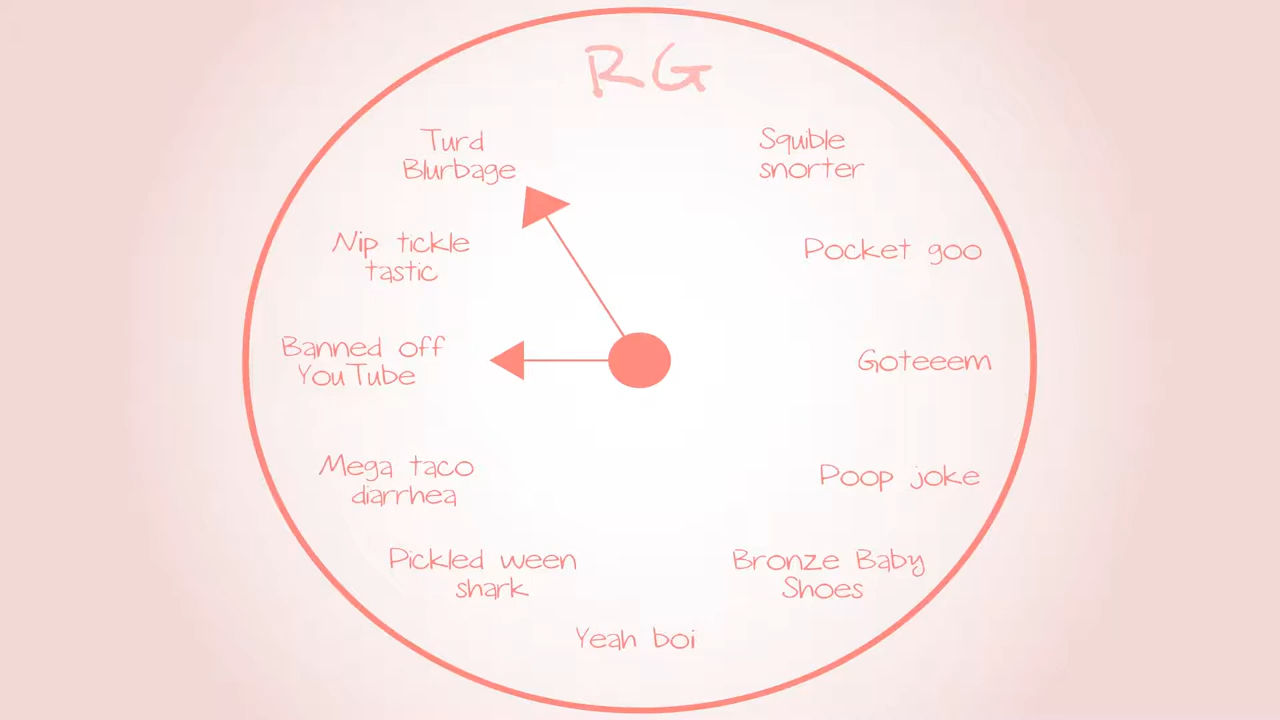 RG
Turd
Blurbage
Squible
snorter
Nip tickle
tastic
Pocket goo
Banned off
YouTube
Goteeem
Mega taco
diarrhea
Poop joke
Pickled ween
shark
Bronze Baby
Shoes
Yeah boi